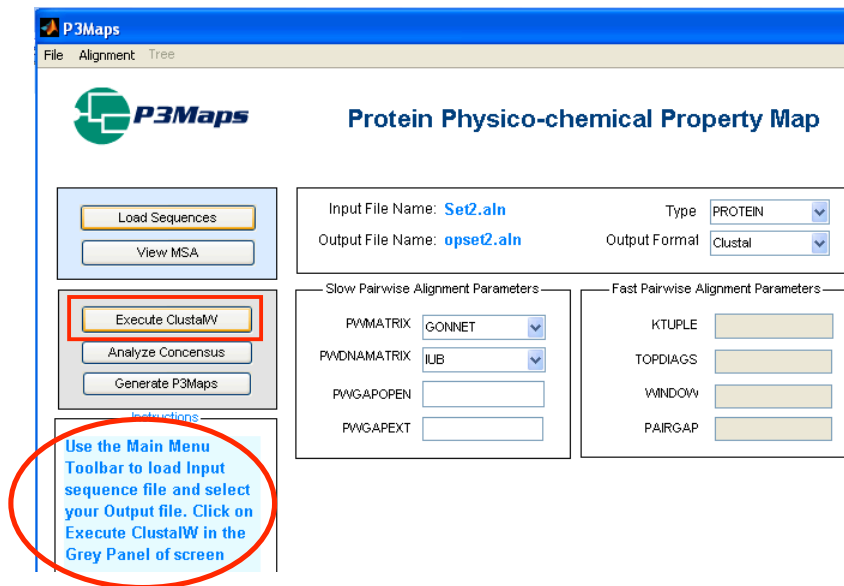 P3Maps
File Alignment Tree
P3Maps
Protein Physico-chemical Property Map
Load Sequences
View MSA
Input File Name: Set2.aln
Type PROTEIN
Output File Name: opset2.aln
Output Format Clustal
Execute ClustalW
Analyze Concensus
Generate P3Maps
Slow Pairwise Alignment Parameters
PWMATRIX GONNET
PWDNAMATRIX IUB
PWGAPOPEN
PWGAPEXT
Fast Pairwise Alignment Parameters
KTUPLE
TOPDIAGS
WINDOW
PAIRGAP
Instructions
Use the Main Menu
Toolbar to load Input
sequence file and select
your Output file. Click on
Execute ClustalW in the
Grey Panel of screen